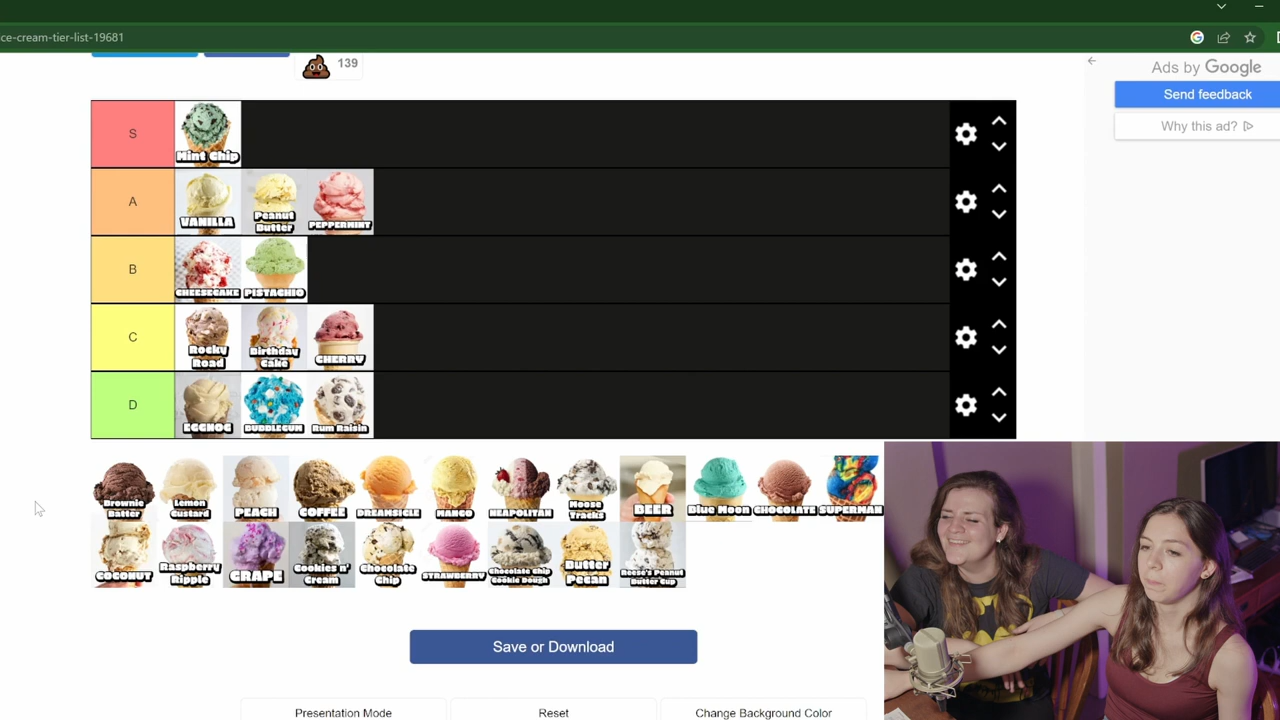 ce-cream-tier-list-19681
139
Ads by Google
Send feedback
Why this ad?
S
Mint Chip
A
VANILLA
Peanut Butter
PEPPERMINT
B
CHEESECAKE
PISTACHIO
C
Rocky Road
Birthday Cake
CHERRY
D
EGGNOG
BUBBLEGUM
Rum Raisin
Brownie Batter
Lemon Custard
PEACH
COFFEE
DREAMSICLE
MANGO
NEAPOLITAN
Moose Tracks
BEER
Blue Moon
CHOCOLATE
SUPERMAN
COCONUT
Raspberry Ripple
GRAPE
Cookies n' Cream
Chocolate Chip
STRAWBERRY
Chocolate Chip Cookie Dough
Butter Pecan
Reese's Peanut Butter Cup
Save or Download
Presentation Mode
Reset
Change Background Color